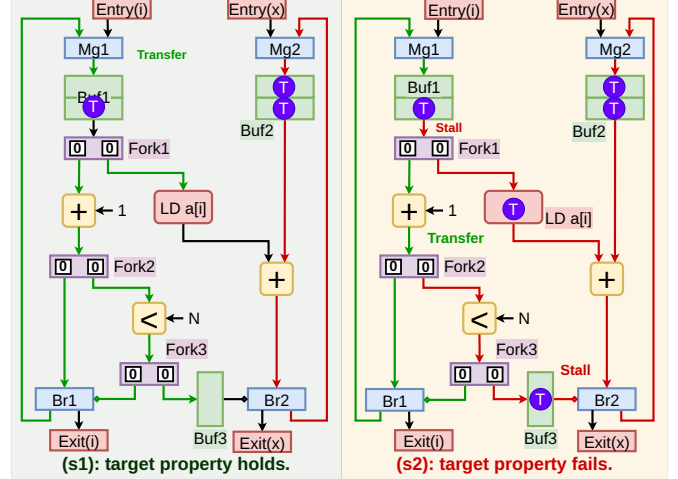 Entry(i)
Entry(x)
Mg1
Transfer
Mg2
Buf1
T
T
T
Buf2
0 0
Fork1
+
1
LD a[i]
0 0
Fork2
+
<
N
Fork3
0 0
Br1
Br2
Buf3
Exit(i)
Exit(x)
(s1): target property holds.
Entry(i)
Entry(x)
Mg1
Mg2
Buf1
T
T
T
Stall
Buf2
0 0
Fork1
+
1
T
LD a[i]
Transfer
0 0
Fork2
+
<
N
Fork3
0 0
Stall
T
Br1
Br2
Buf3
Exit(i)
Exit(x)
(s2): target property fails.